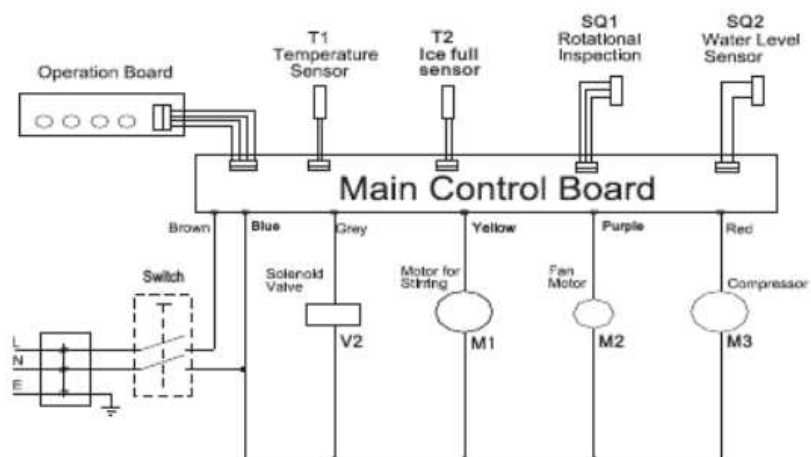 SQ1
SQ2
T1
T2
Rotational
Water Level
Temperature
Ice full
Inspection
Sensor
Operation Board
Sensor
sensor
Main Control Board
Brown
Blue
Grey
Yellow
Purple
Red
Switch
Solenoid
Valve
Motor for
Stirring
Fan
Motor
Compressor
V2
M1
M2
M3
L
N
E